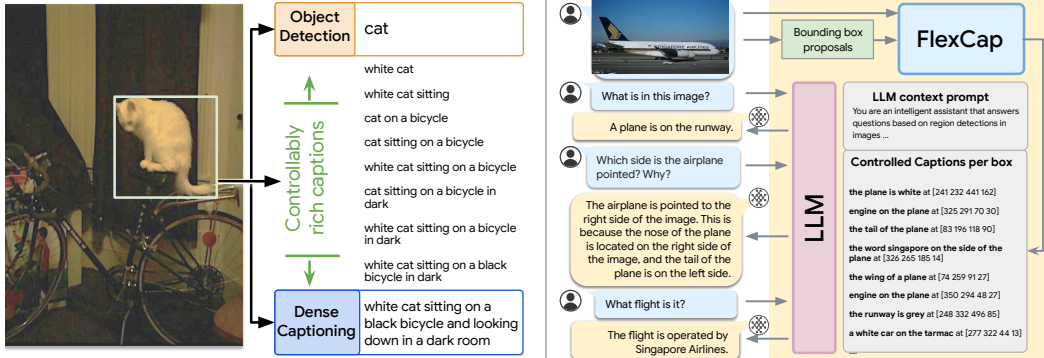 Object
Detection
cat
white cat
white cat sitting
cat on a bicycle
cat sitting on a bicycle
white cat sitting on a bicycle
cat sitting on a bicycle in
dark
white cat sitting on a bicycle
in dark
white cat sitting on a black
bicycle in dark
Controllably
rich captions
Dense
Captioning
white cat sitting on a
black bicycle and looking
down in a dark room
SINGAPORE AIRLINES
Bounding box
proposals
FlexCap
What is in this image?
A plane is on the runway.
Which side is the airplane
pointed? Why?
The airplane is pointed to the
right side of the image. This is
because the nose of the plane
is located on the right side of
the image, and the tail of the
plane is on the left side.
What flight is it?
The flight is operated by
Singapore Airlines.
LLM
LLM context prompt
You are an intelligent assistant that answers
questions based on region detections in
images ...
Controlled Captions per box
the plane is white at [241 232 441 162]
engine on the plane at [325 291 70 30]
the tail of the plane at [83 196 118 90]
the word singapore on the side of the
plane at [326 265 185 14]
the wing of a plane at [74 259 91 27]
engine on the plane at [350 294 48 27]
the runway is grey at [248 332 496 85]
a white car on the tarmac at [277 322 44 13]